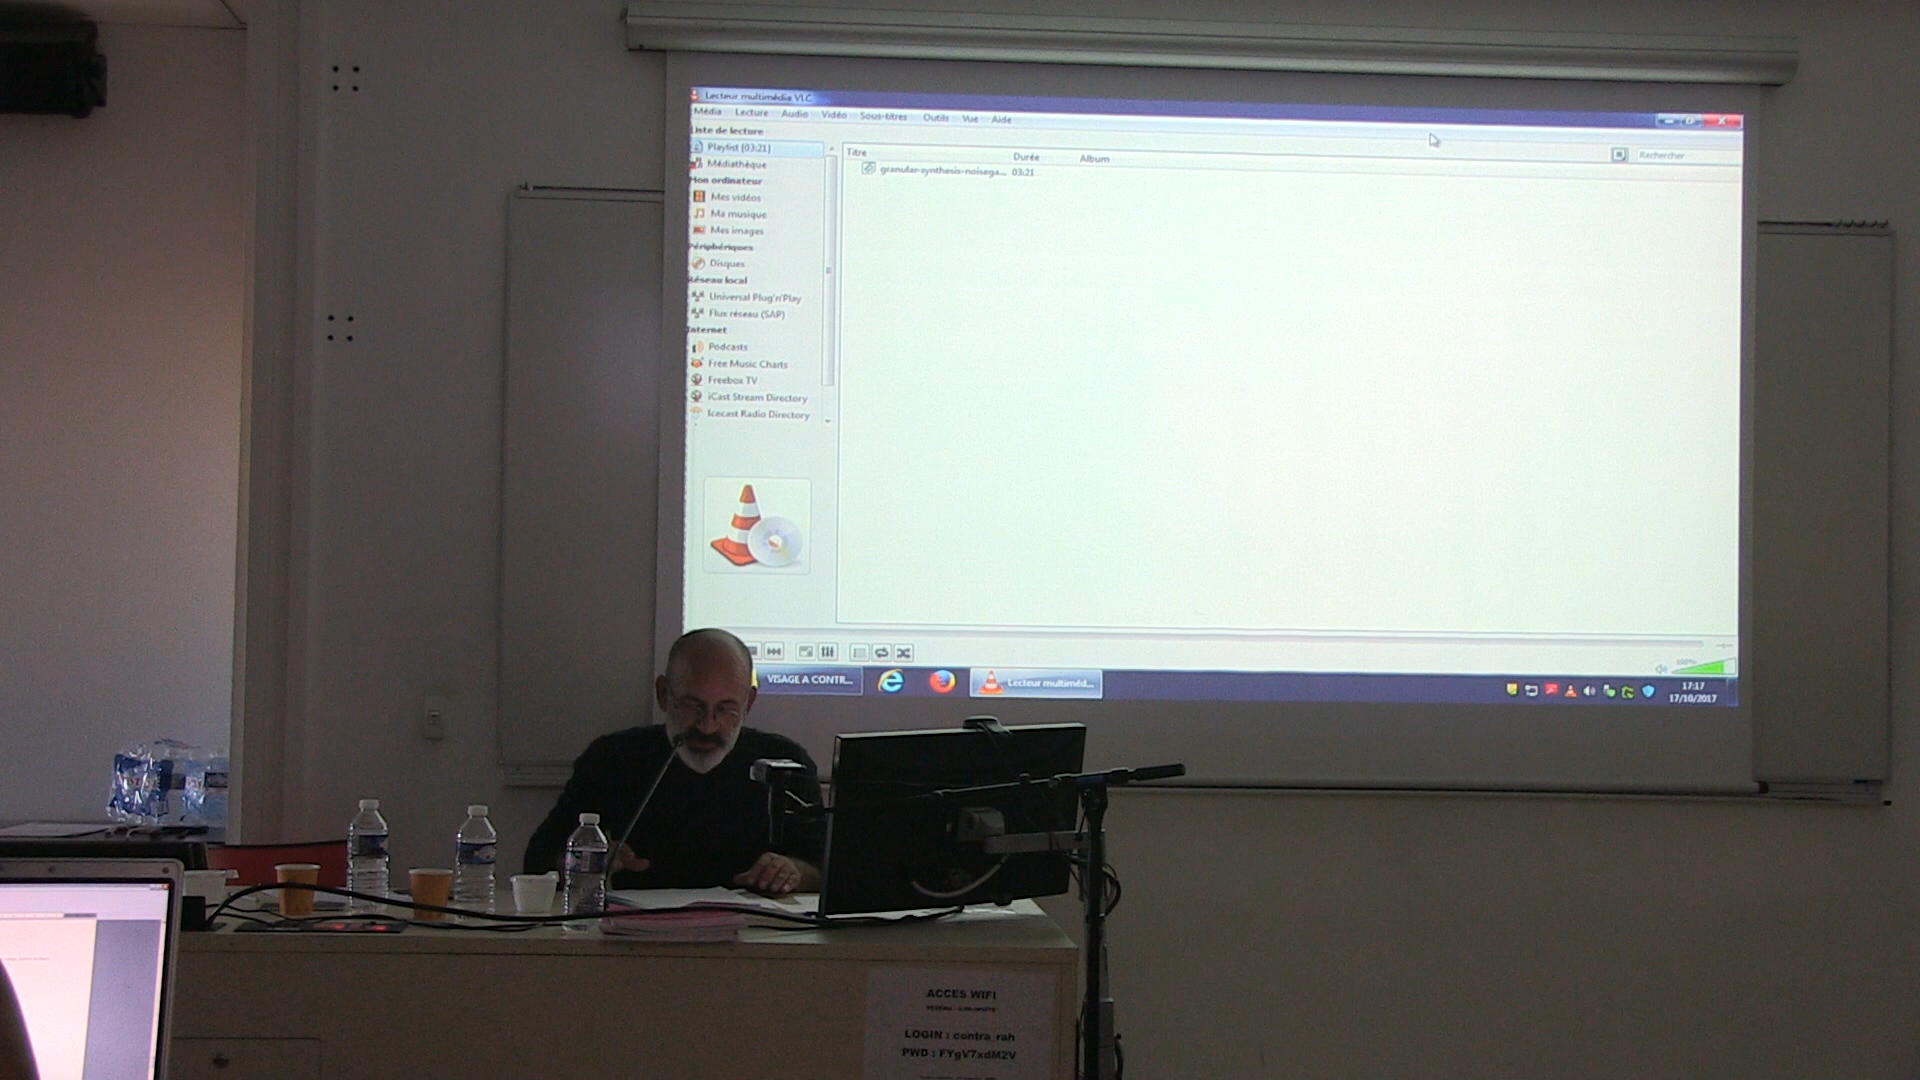 Lecteur multimédia VLC
Média Lecture Audio Vidéo Sous-titres Outils Vue Aide
Liste de lecture
Playlist [03:21]
Médiathèque
Mon ordinateur
Mes vidéos
Ma musique
Mes images
Périphériques
Disques
Réseau local
Universal Plug'n'Play
Flux réseau (SAP)
Internet
Podcasts
Free Music Charts
Freebox TV
iCast Stream Directory
Icecast Radio Directory
Titre Durée Album
granular-synthesis-noisega... 03:21
Rechercher
100%
VISAGE A CONTR...
Lecteur multiméd...
17:17
17/10/2017
ACCES WIFI
LOGIN : contra_rah
PWD : FYgV7xdM2V